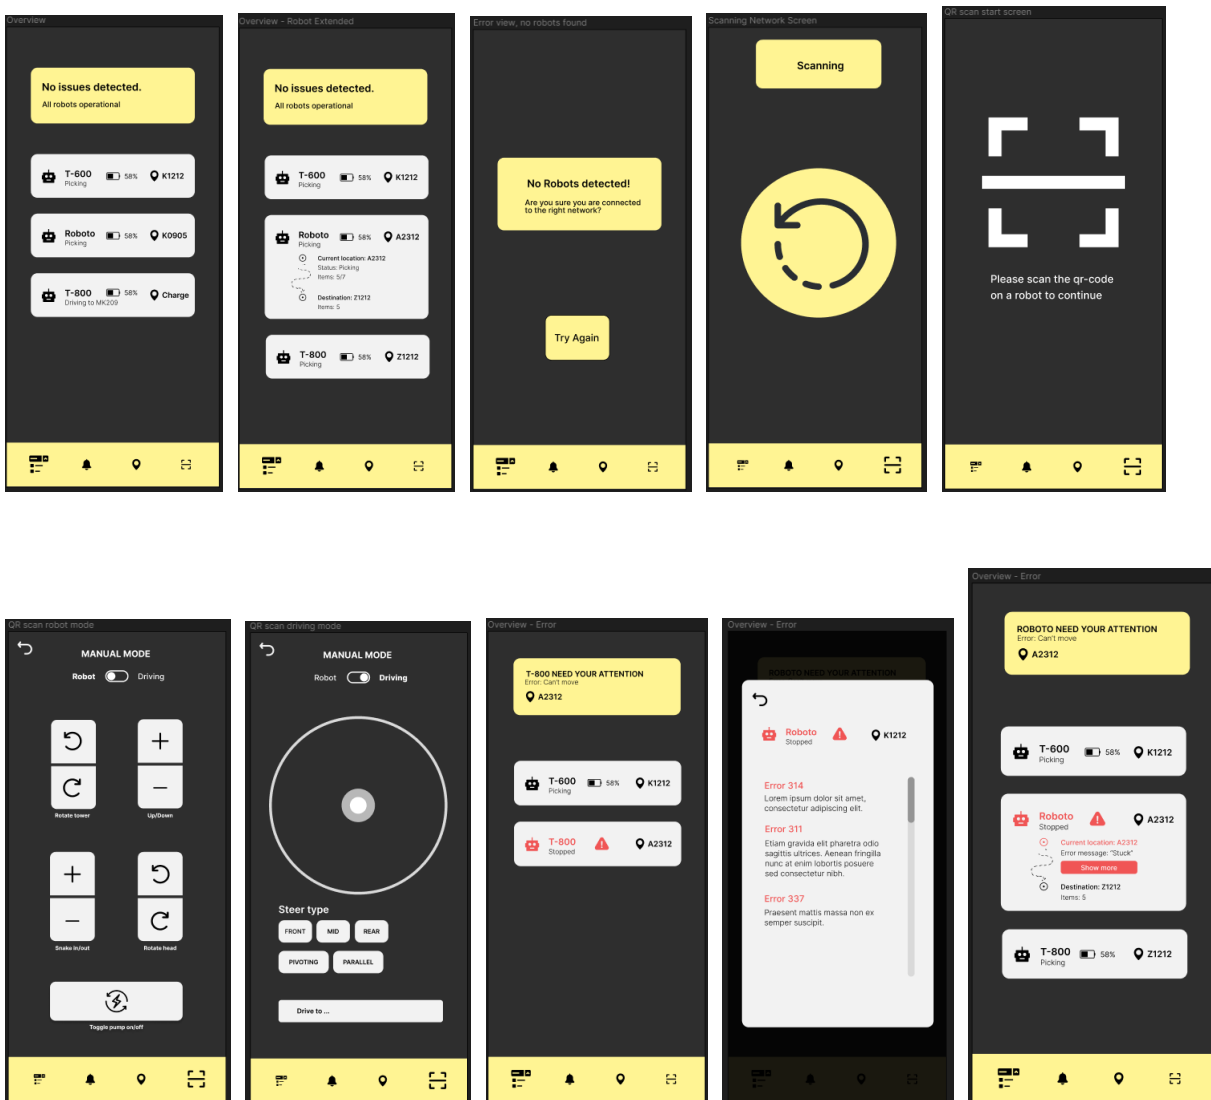 Overview
No issues detected.
All robots operational
T-600
Picking
58%
K1212
Roboto
Picking
58%
K0905
T-800
Driving to MK209
58%
Charge
Overview - Robot Extended
No issues detected.
All robots operational
T-600
Picking
58%
K1212
Roboto
Picking
58%
A2312
Current location: A2312
Status: Picking
Items: 5/7
Destination: Z1212
Items: 5
T-800
Picking
58%
Z1212
Error view, no robots found
No Robots detected!
Are you sure you are connected
to the right network?
Try Again
Scanning Network Screen
Scanning
QR scan start screen
Please scan the qr-code
on a robot to continue
QR scan robot mode
MANUAL MODE
Robot
Driving
Rotate tower
Up/Down
Snake in/out
Rotate head
Toggle pump on/off
QR scan driving mode
MANUAL MODE
Robot
Driving
Steer type
FRONT
MID
REAR
PIVOTING
PARALLEL
Drive to ...
Overview - Error
T-800 NEED YOUR ATTENTION
Error: Can't move
A2312
T-600
Picking
58%
K1212
T-800
Stopped
A2312
Overview - Error
ROBOTO NEED YOUR ATTENTION
Roboto
Stopped
K1212
Error 314
Lorem ipsum dolor sit amet,
consectetur adipiscing elit.
Error 311
Etiam gravida elit pharetra odio
sagittis ultrices. Aenean fringilla
nunc at enim lobortis posuere
sed consectetur nibh.
Error 337
Praesent mattis massa non ex
semper suscipit.
Overview - Error
ROBOTO NEED YOUR ATTENTION
Error: Can't move
A2312
T-600
Picking
58%
K1212
Roboto
Stopped
A2312
Current location: A2312
Error message: "Stuck"
Show more
Destination: Z1212
Items: 5
T-800
Picking
58%
Z1212